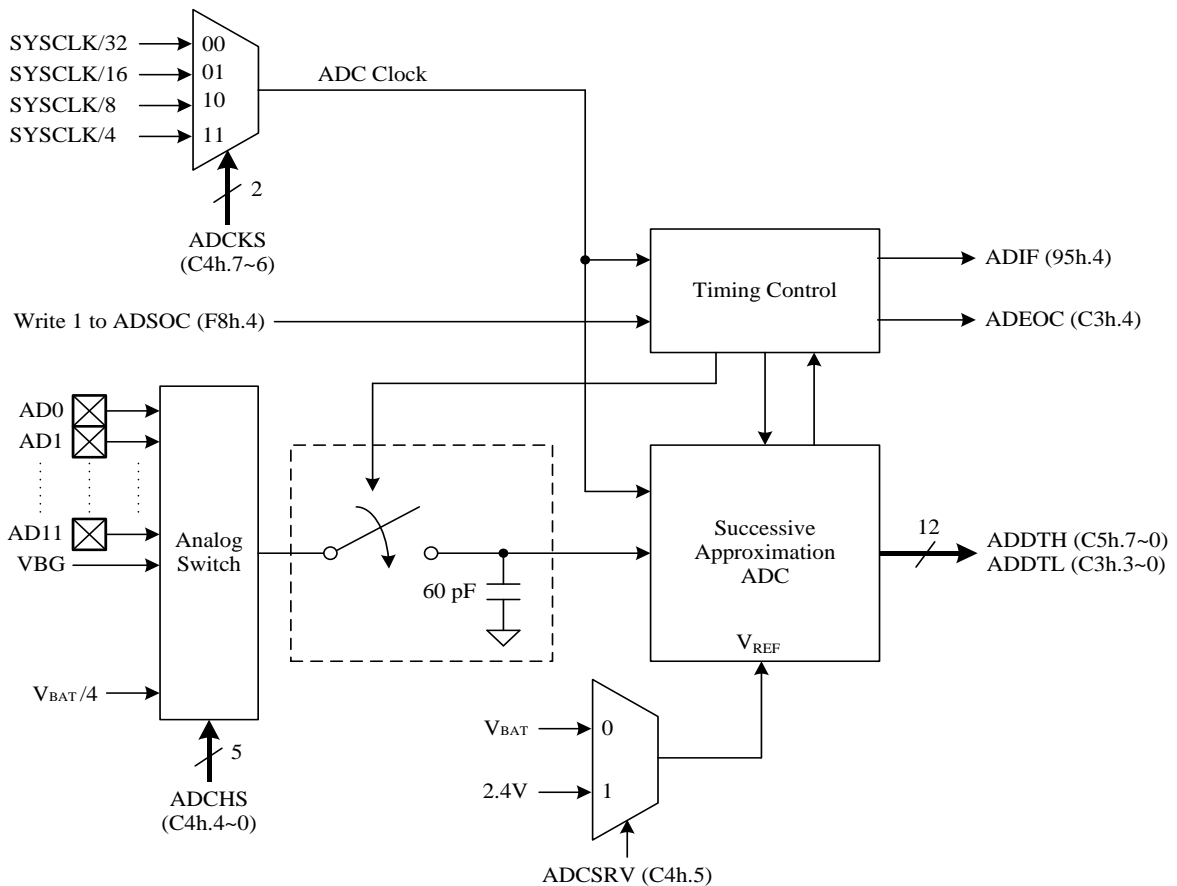 SYSCLK/32
00
SYSCLK/16
01
SYSCLK/8
10
SYSCLK/4
11
ADC Clock
2
ADCKS
(C4h.7~6)
Write 1 to ADSOC (F8h.4)
Timing Control
ADIF (95h.4)
ADEOC (C3h.4)
AD0
AD1
AD11
VBG
VBAT/4
Analog
Switch
5
ADCHS
(C4h.4~0)
60 pF
Successive
Approximation
ADC
VREF
12
ADDTH (C5h.7~0)
ADDTL (C3h.3~0)
VBAT
0
2.4V
1
ADCSRV (C4h.5)